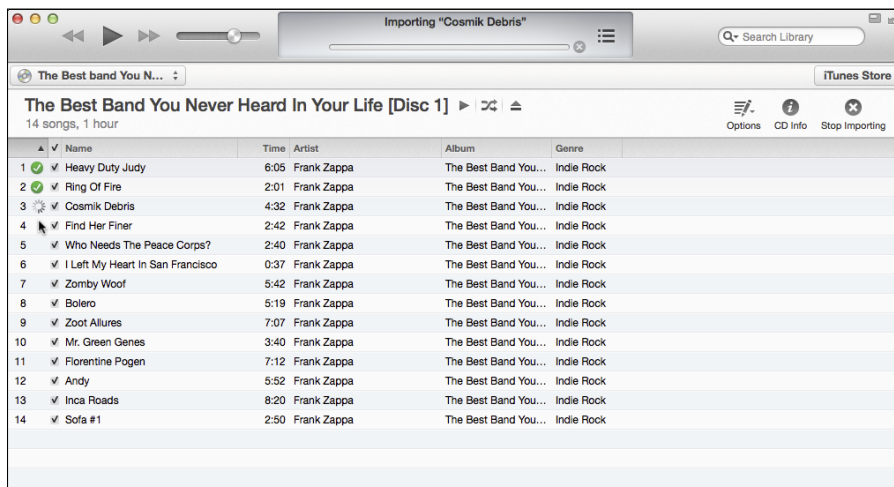 Importing “Cosmik Debris”
Search Library
The Best band You N...
iTunes Store
The Best Band You Never Heard In Your Life [Disc 1]
14 songs, 1 hour
Options CD Info Stop Importing
Name Time Artist Album Genre
1 Heavy Duty Judy 6:05 Frank Zappa The Best Band You... Indie Rock
2 Ring Of Fire 2:01 Frank Zappa The Best Band You... Indie Rock
3 Cosmik Debris 4:32 Frank Zappa The Best Band You... Indie Rock
4 Find Her Finer 2:42 Frank Zappa The Best Band You... Indie Rock
5 Who Needs The Peace Corps? 2:40 Frank Zappa The Best Band You... Indie Rock
6 I Left My Heart In San Francisco 0:37 Frank Zappa The Best Band You... Indie Rock
7 Zomby Woof 5:42 Frank Zappa The Best Band You... Indie Rock
8 Bolero 5:19 Frank Zappa The Best Band You... Indie Rock
9 Zoot Allures 7:07 Frank Zappa The Best Band You... Indie Rock
10 Mr. Green Genes 3:40 Frank Zappa The Best Band You... Indie Rock
11 Florentine Pogen 7:12 Frank Zappa The Best Band You... Indie Rock
12 Andy 5:52 Frank Zappa The Best Band You... Indie Rock
13 Inca Roads 8:20 Frank Zappa The Best Band You... Indie Rock
14 Sofa #1 2:50 Frank Zappa The Best Band You... Indie Rock